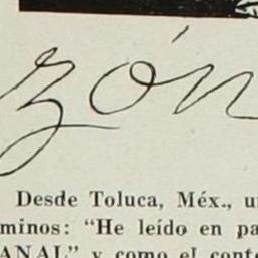 zón
Desde Toluca, Méx., u
minos: "He leído en pa
ANAL" y como el cont